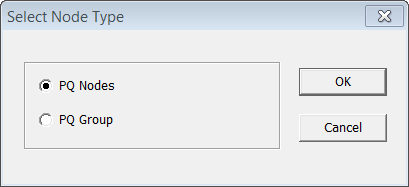 Select Node Type
PQ Nodes
OK
PQ Group
Cancel